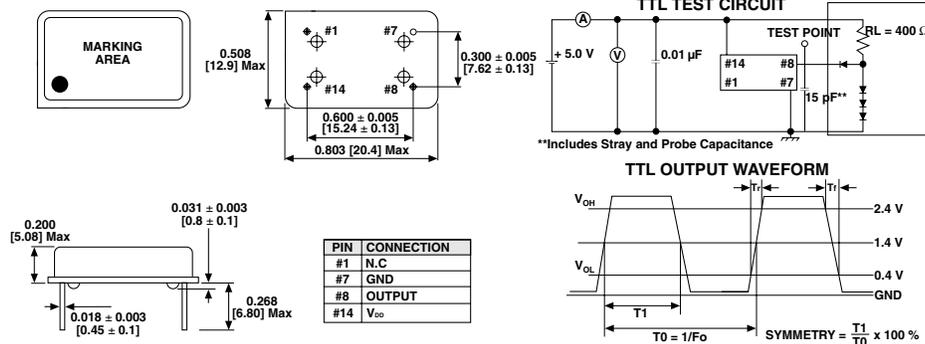 MARKING
AREA
0.508
[12.9] Max
#1
#7
#14
#8
0.300 ± 0.005
[7.62 ± 0.13]
0.600 ± 0.005
[15.24 ± 0.13]
0.803 [20.4] Max
TTL TEST CIRCUIT
A
V
+ 5.0 V
0.01 µF
TEST POINT
RL = 400 Ω
#14 #8
#1 #7
15 pF**
**Includes Stray and Probe Capacitance
0.200
[5.08] Max
0.031 ± 0.003
[0.8 ± 0.1]
0.018 ± 0.003
[0.45 ± 0.1]
0.268
[6.80] Max
PIN CONNECTION
#1 N.C
#7 GND
#8 OUTPUT
#14 VDD
TTL OUTPUT WAVEFORM
Tr
Tf
VOH
2.4 V
1.4 V
VOL
0.4 V
GND
T1
T0 = 1/Fo
SYMMETRY = T1/T0 x 100 %